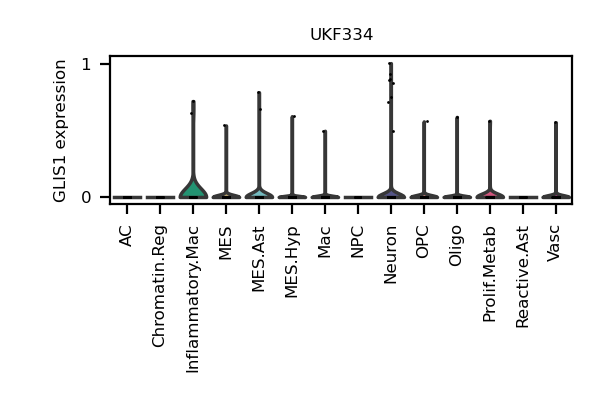 UKF334
GLIS1 expression
1
0
AC
Chromatin.Reg
Inflammatory.Mac
MES
MES.Ast
MES.Hyp
Mac
NPC
Neuron
OPC
Oligo
Prolif.Metab
Reactive.Ast
Vasc